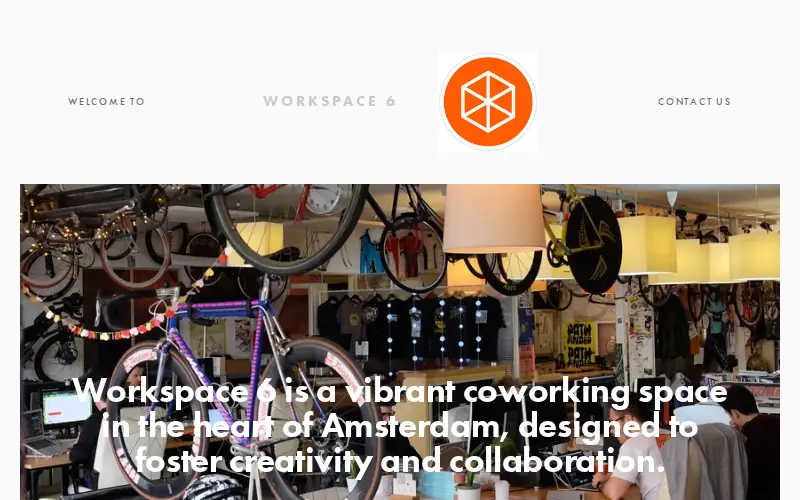 WELCOME TO
WORKSPACE 6
CONTACT US
Workspace 6 is a vibrant coworking space
in the heart of Amsterdam, designed to
foster creativity and collaboration.